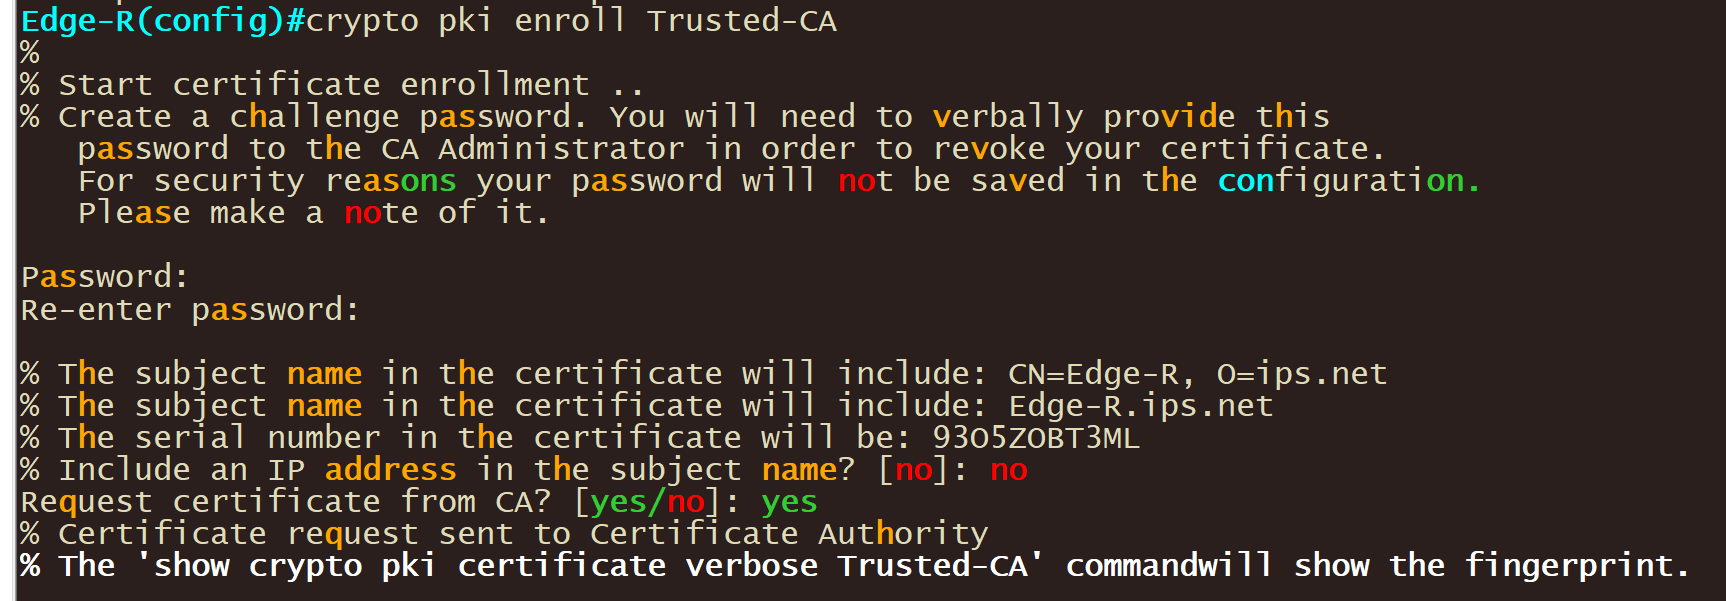 Edge-R(config)#crypto pki enroll Trusted-CA
%
% Start certificate enrollment ..
% Create a challenge password. You will need to verbally provide this
password to the CA Administrator in order to revoke your certificate.
For security reasons your password will not be saved in the configuration.
Please make a note of it.
Password:
Re-enter password:
% The subject name in the certificate will include: CN=Edge-R, O=ips.net
% The subject name in the certificate will include: Edge-R.ips.net
% The serial number in the certificate will be: 93O5ZOBT3ML
% Include an IP address in the subject name? [no]: no
Request certificate from CA? [yes/no]: yes
% Certificate request sent to Certificate Authority
% The 'show crypto pki certificate verbose Trusted-CA' commandwill show the fingerprint.